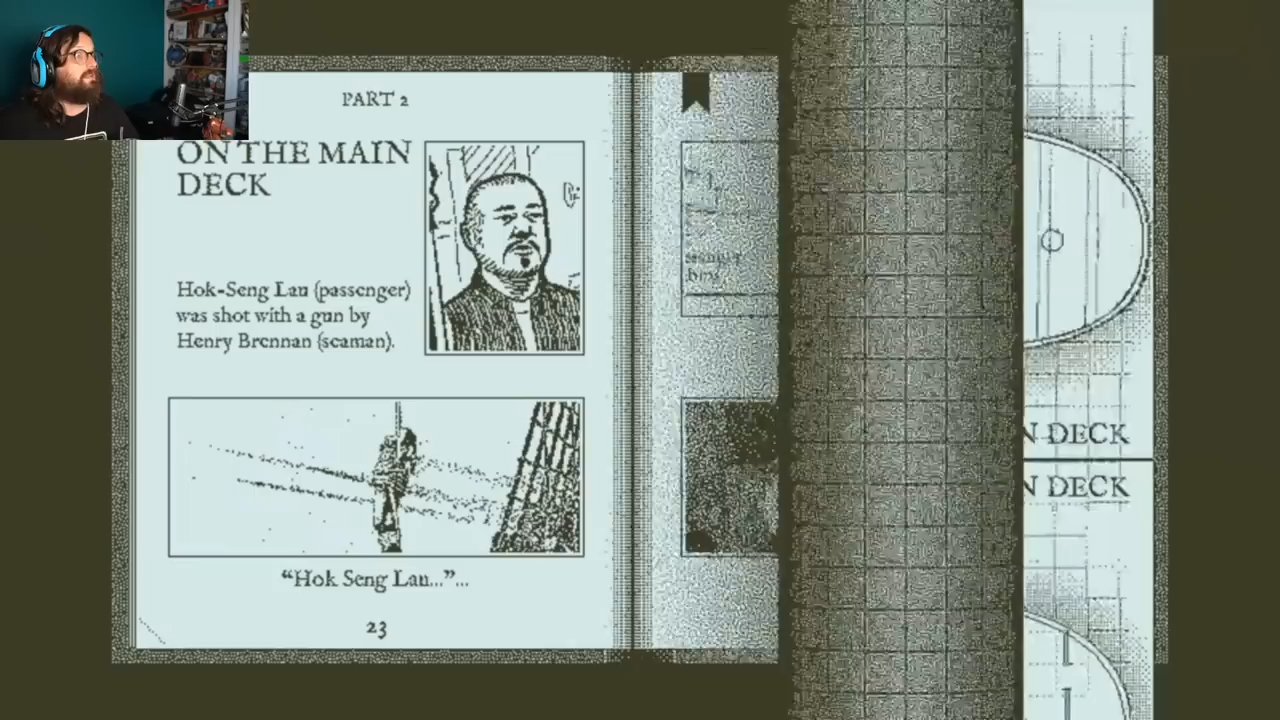 PART 2
ON THE MAIN
DECK
Hok-Seng Lau (passenger)
was shot with a gun by
Henry Brennan (seaman).
“Hok Seng Lau...”...
23
N DECK
N DECK